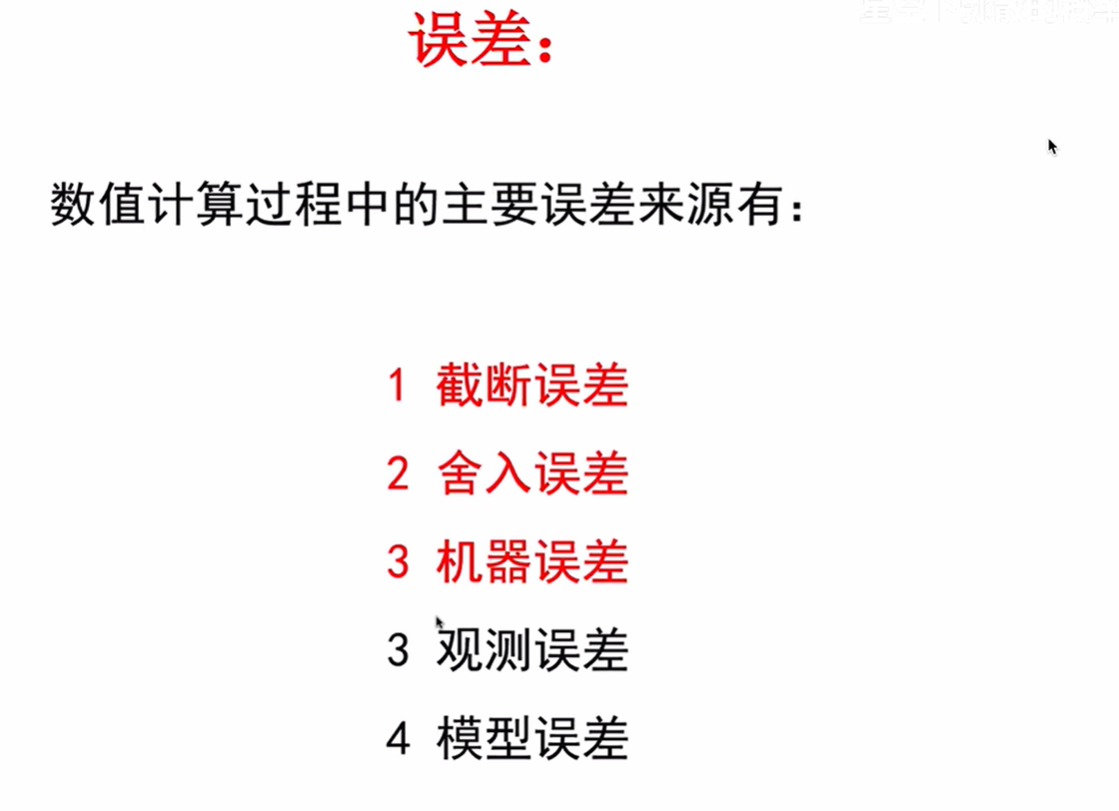 误差：
数值计算过程中的主要误差来源有：
1 截断误差
2 舍入误差
3 机器误差
3 观测误差
4 模型误差